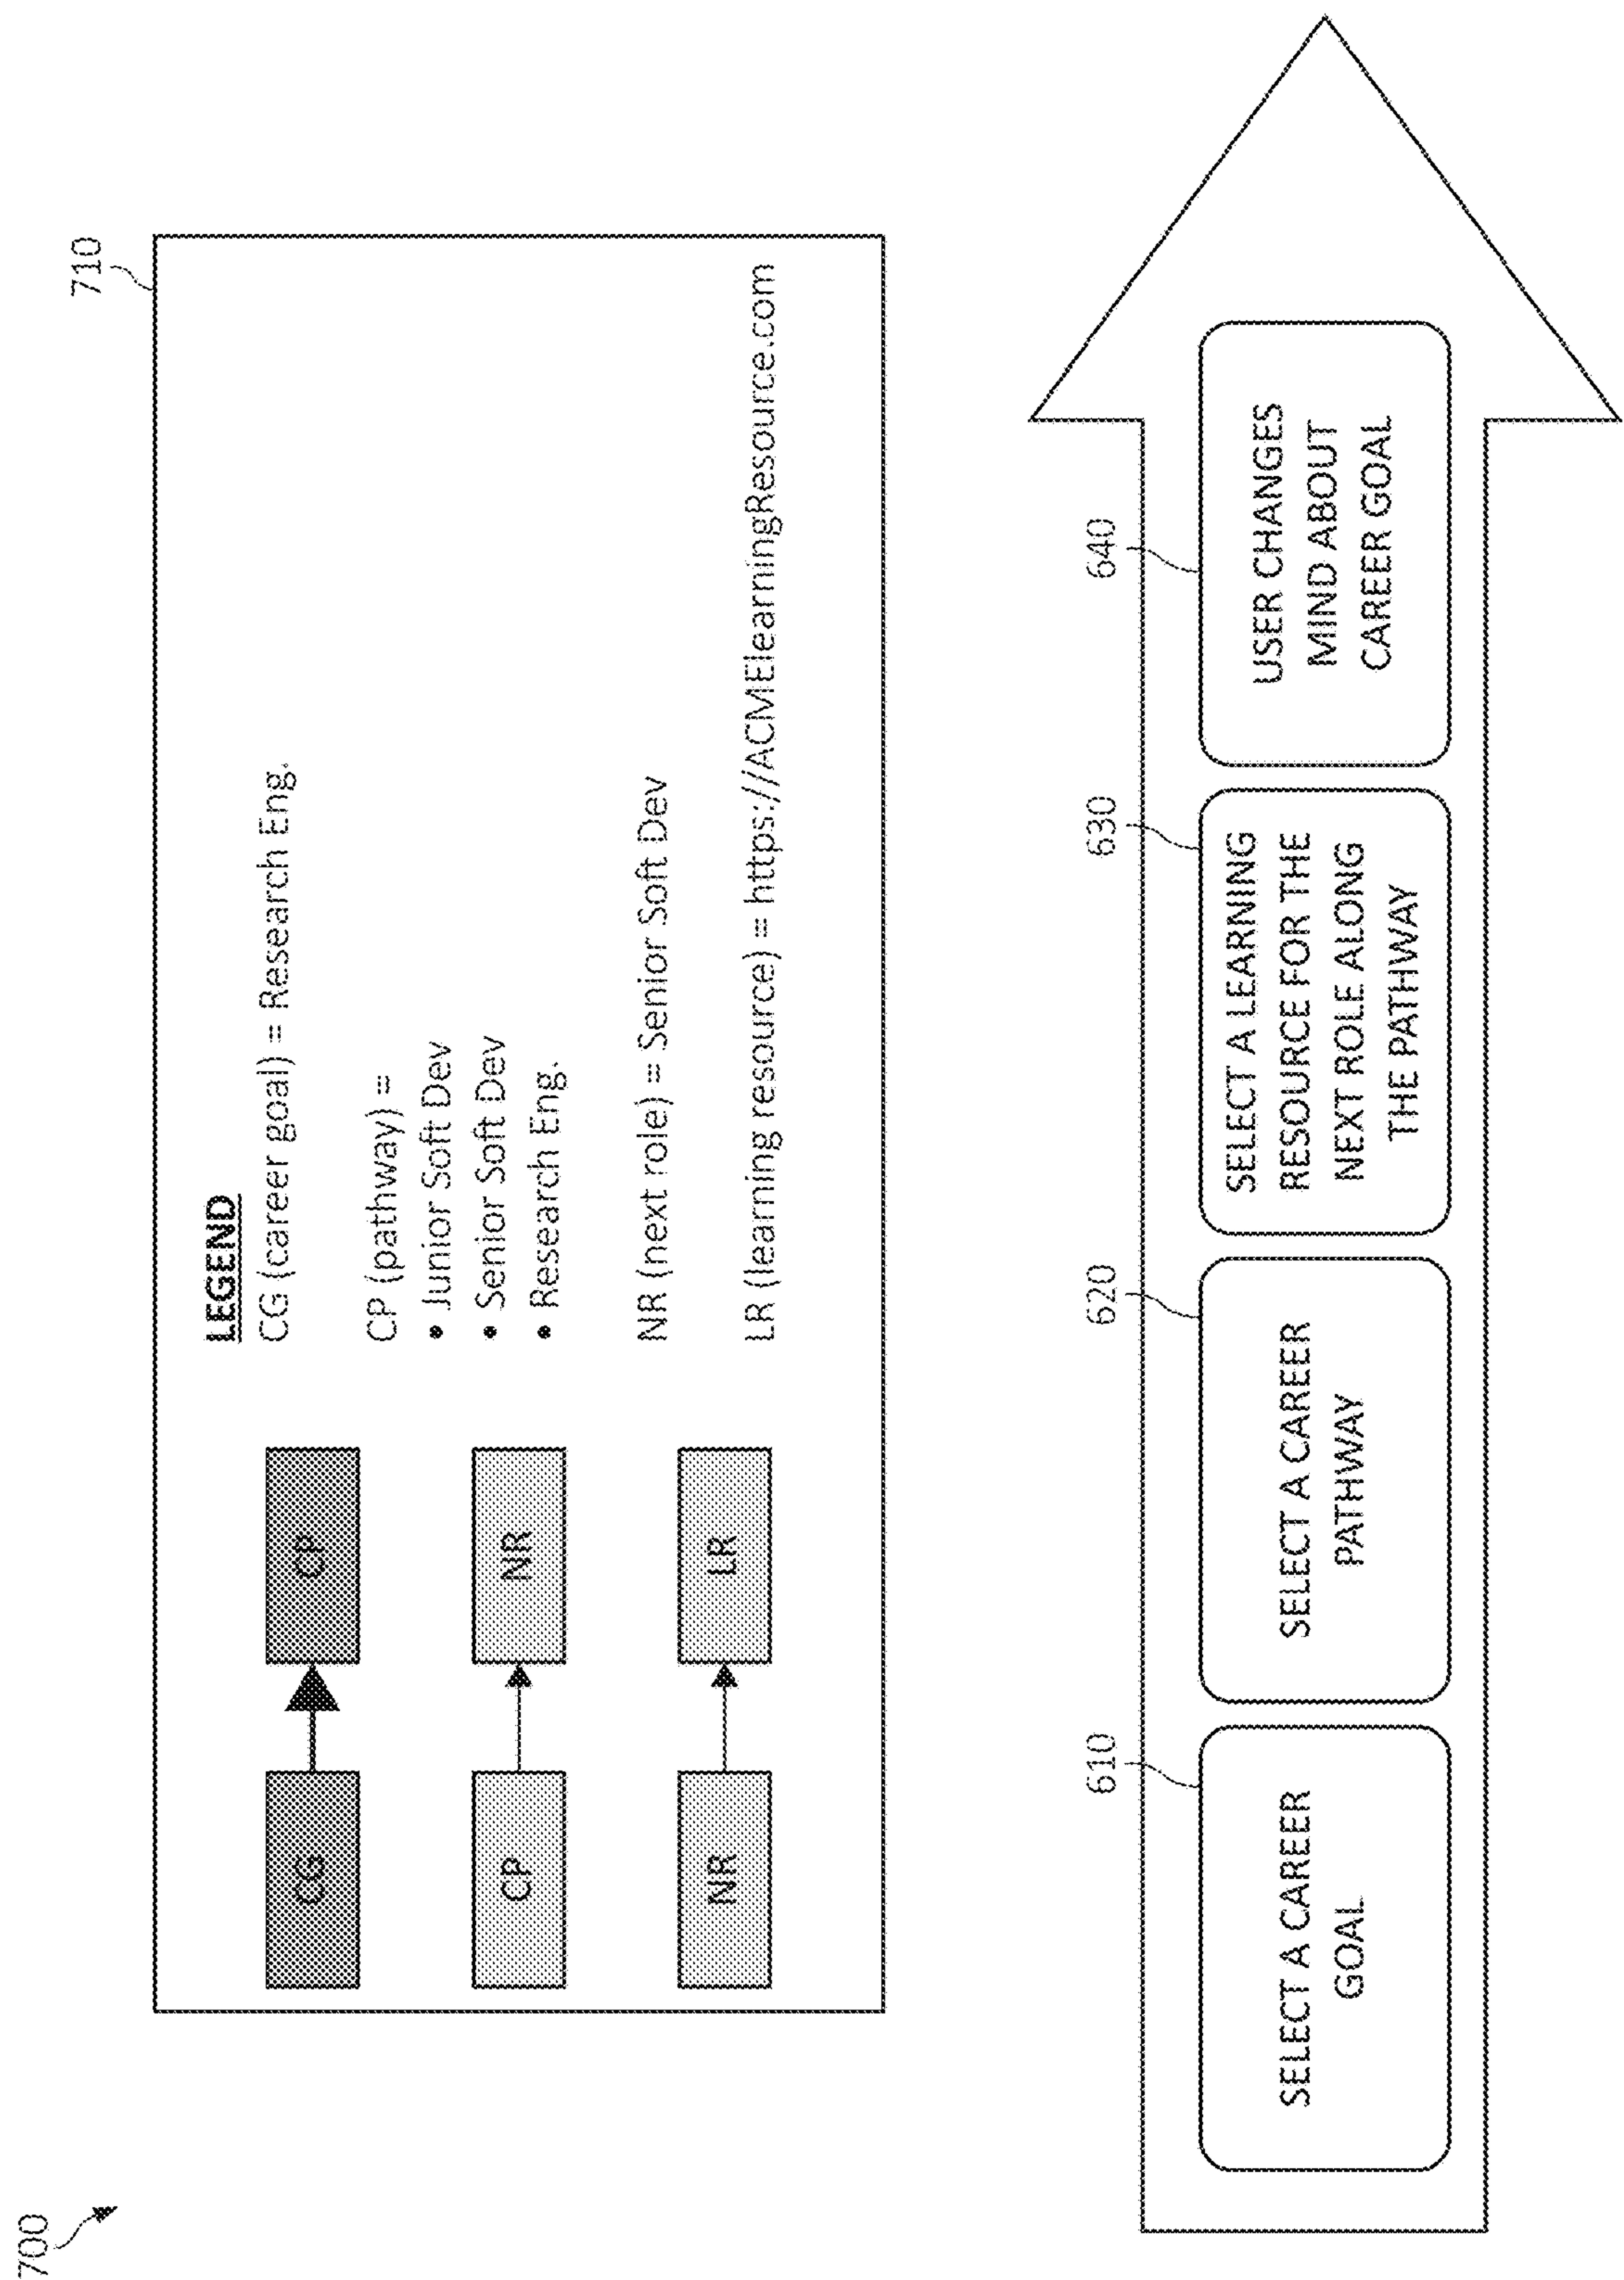 700
710
CG
CP
CP
NR
NR
LR
LEGEND
CG (career goal) = Research Eng.
CP (pathway) =
• Junior Soft Dev
• Senior Soft Dev
• Research Eng.
NR (next role) = Senior Soft Dev
LR (learning resource) = https://ACMElearningResource.com
610
SELECT A CAREER
GOAL
620
SELECT A CAREER
PATHWAY
630
SELECT A LEARNING
RESOURCE FOR THE
NEXT ROLE ALONG
THE PATHWAY
640
USER CHANGES
MIND ABOUT
CAREER GOAL